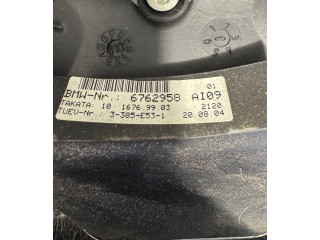 01
BMW-Nr.: 6762958 AI09
TAKATA: 10 1676.99.03 2120
TUEV-Nr.: 3-385-E53-1 20.08.04